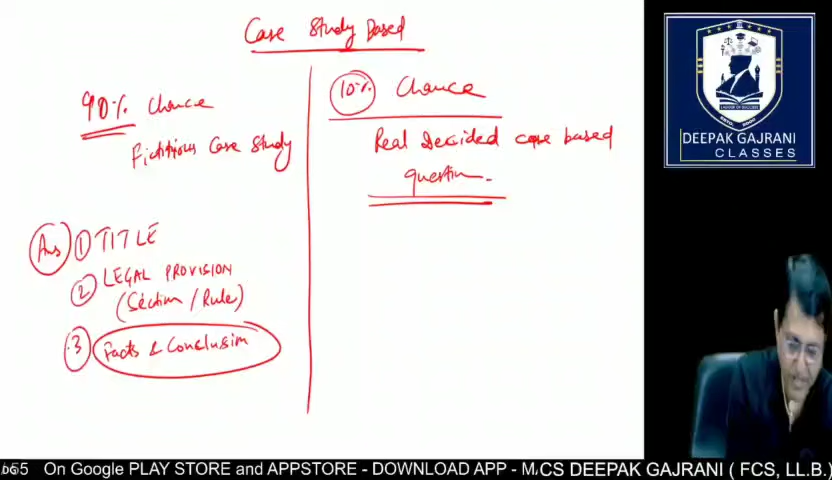 Case Study Based
90% Chance
Fictitious Case Study
Ans ① TITLE
② LEGAL PROVISION
(Section / Rule)
③ Facts & Conclusion
10% Chance
Real Decided case based
question.
DEEPAK GAJRANI
CLASSES
On Google PLAY STORE and APPSTORE - DOWNLOAD APP - M
CS DEEPAK GAJRANI ( FCS, LL.B.)